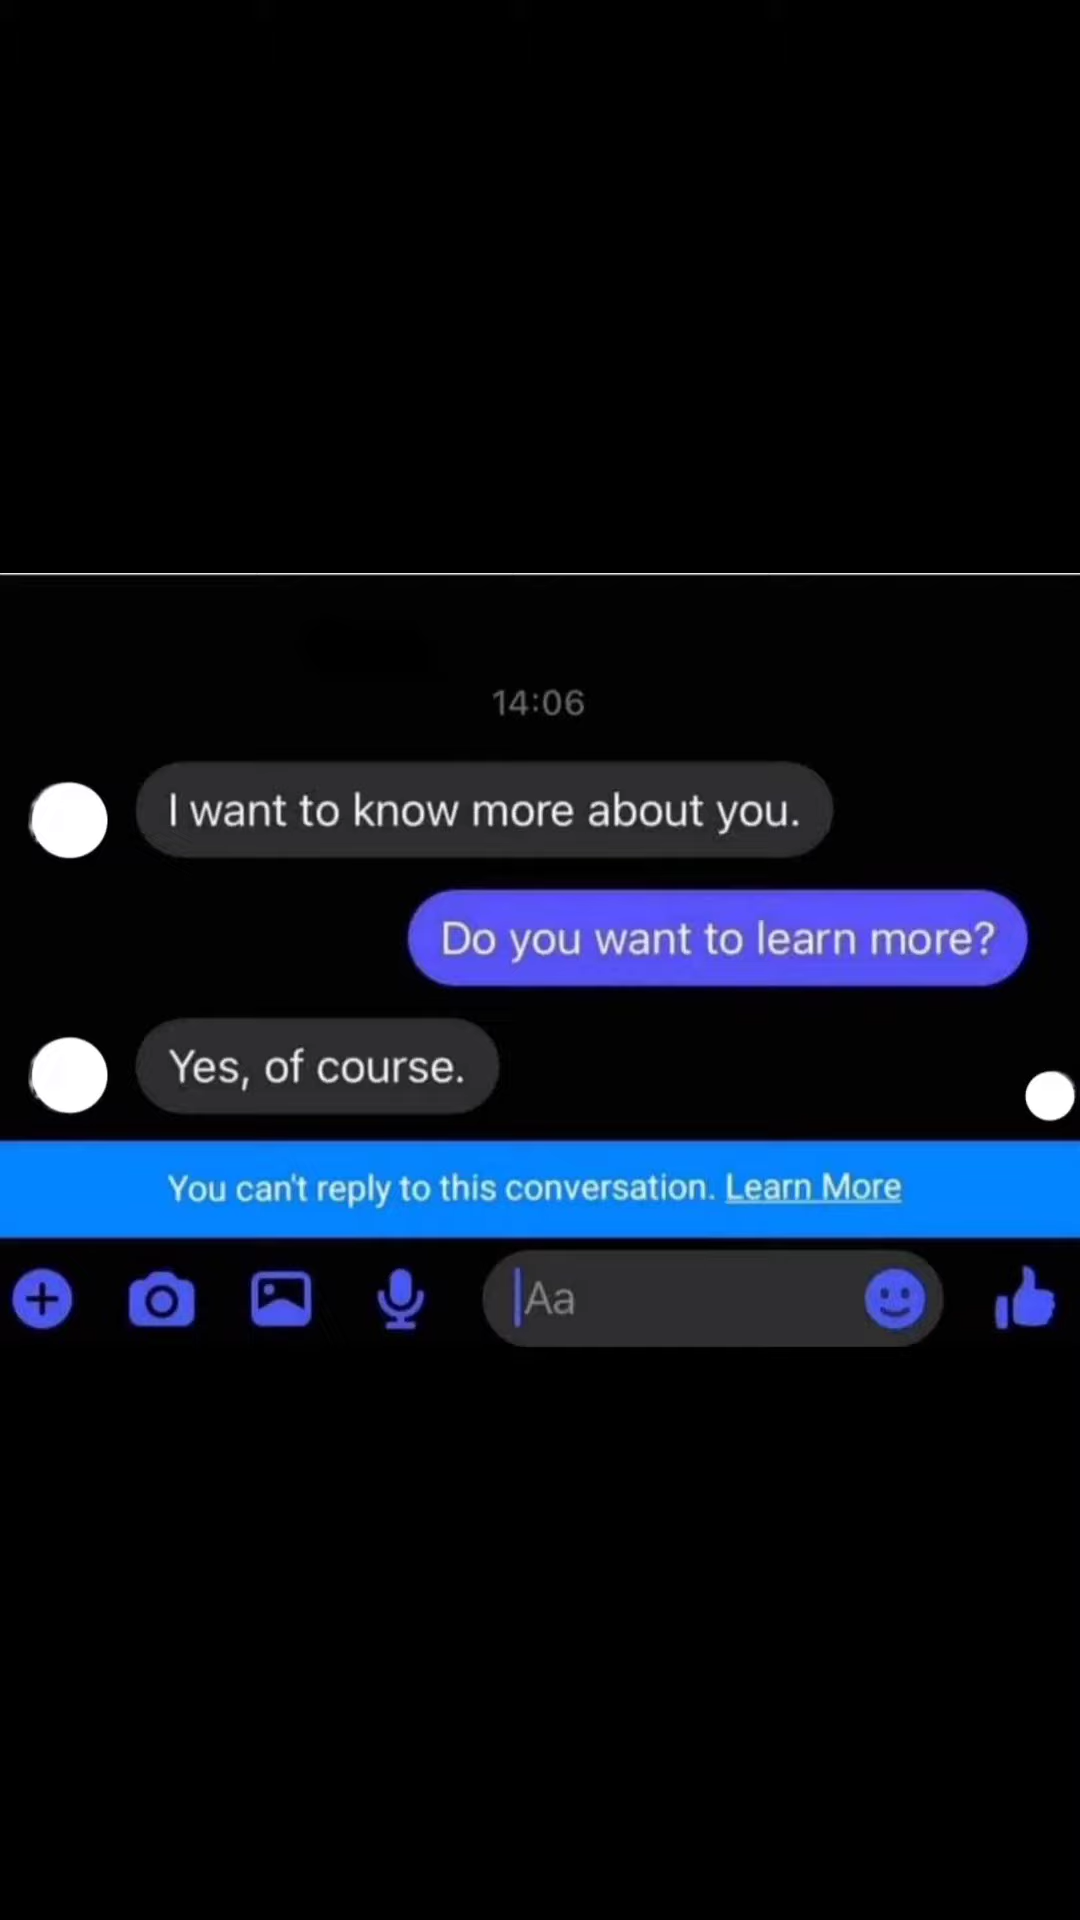 14:06
I want to know more about you.
Do you want to learn more?
Yes, of course.
You can't reply to this conversation. Learn More
Aa